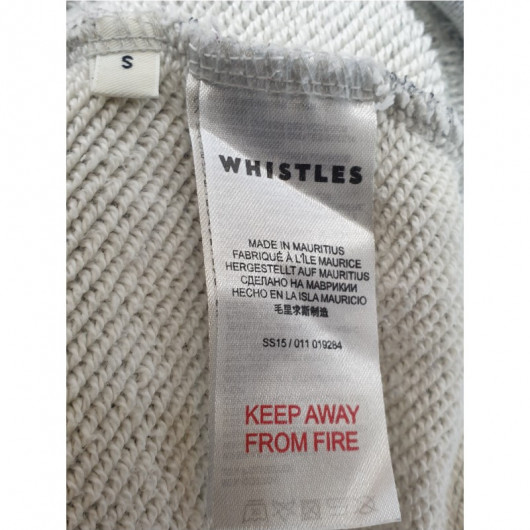 S
WHISTLES
MADE IN MAURITIUS
FABRIQUÉ À L'ÎLE MAURICE
HERGESTELLT AUF MAURITIUS
СДЕЛАНО НА МАВРИКИИ
HECHO EN LA ISLA MAURICIO
毛里求斯制造
SS15 / 011 019284
KEEP AWAY
FROM FIRE